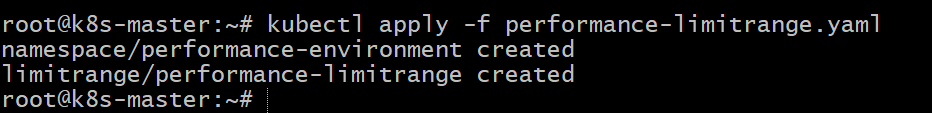 root@k8s-master:~# kubectl apply -f performance-limitrange.yaml
namespace/performance-environment created
limitrange/performance-limitrange created
root@k8s-master:~#